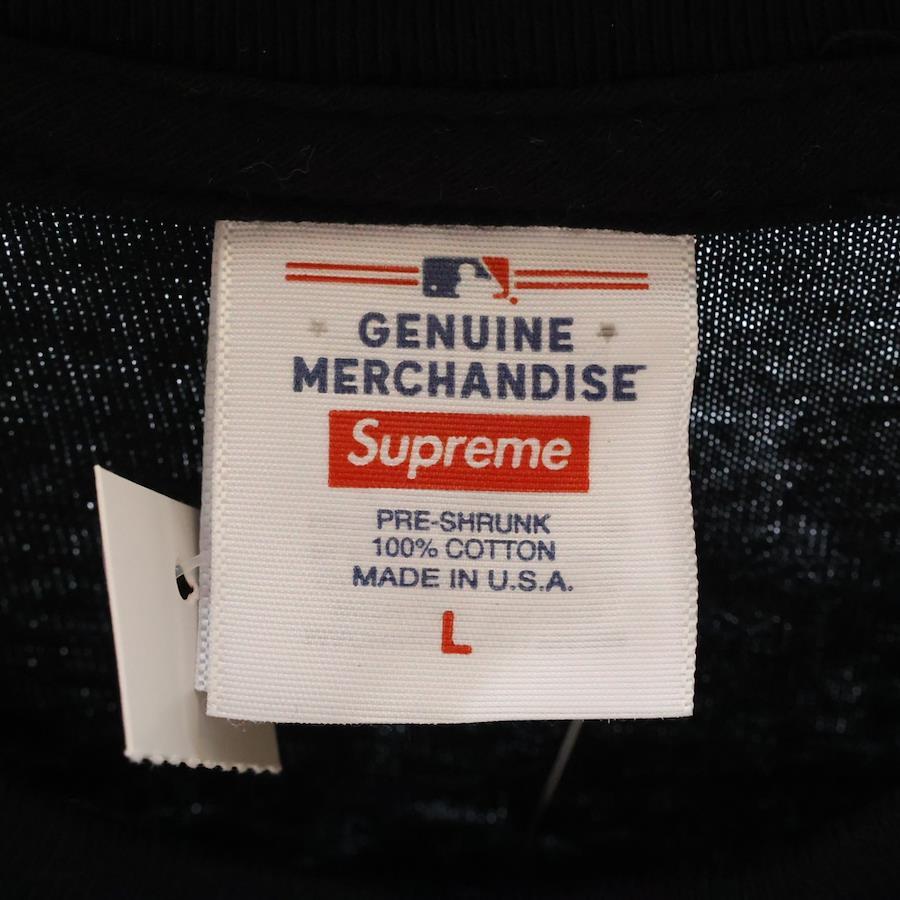 GENUINE
MERCHANDISE
Supreme
PRE-SHRUNK
100% COTTON
MADE IN U.S.A.
L